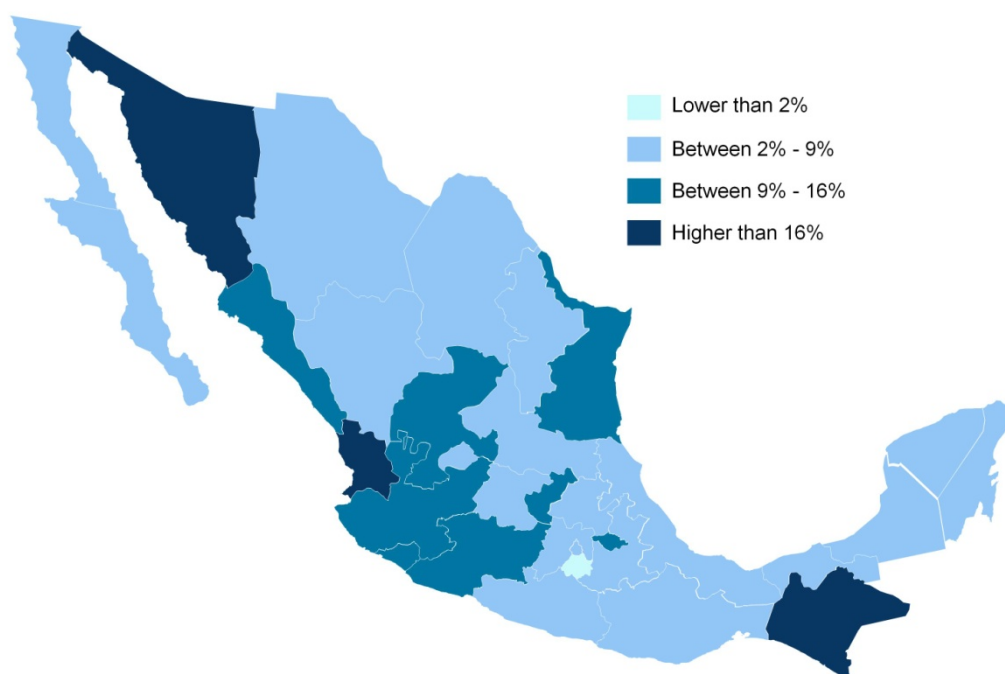 Lower than 2%
Between 2% - 9%
Between 9% - 16%
Higher than 16%